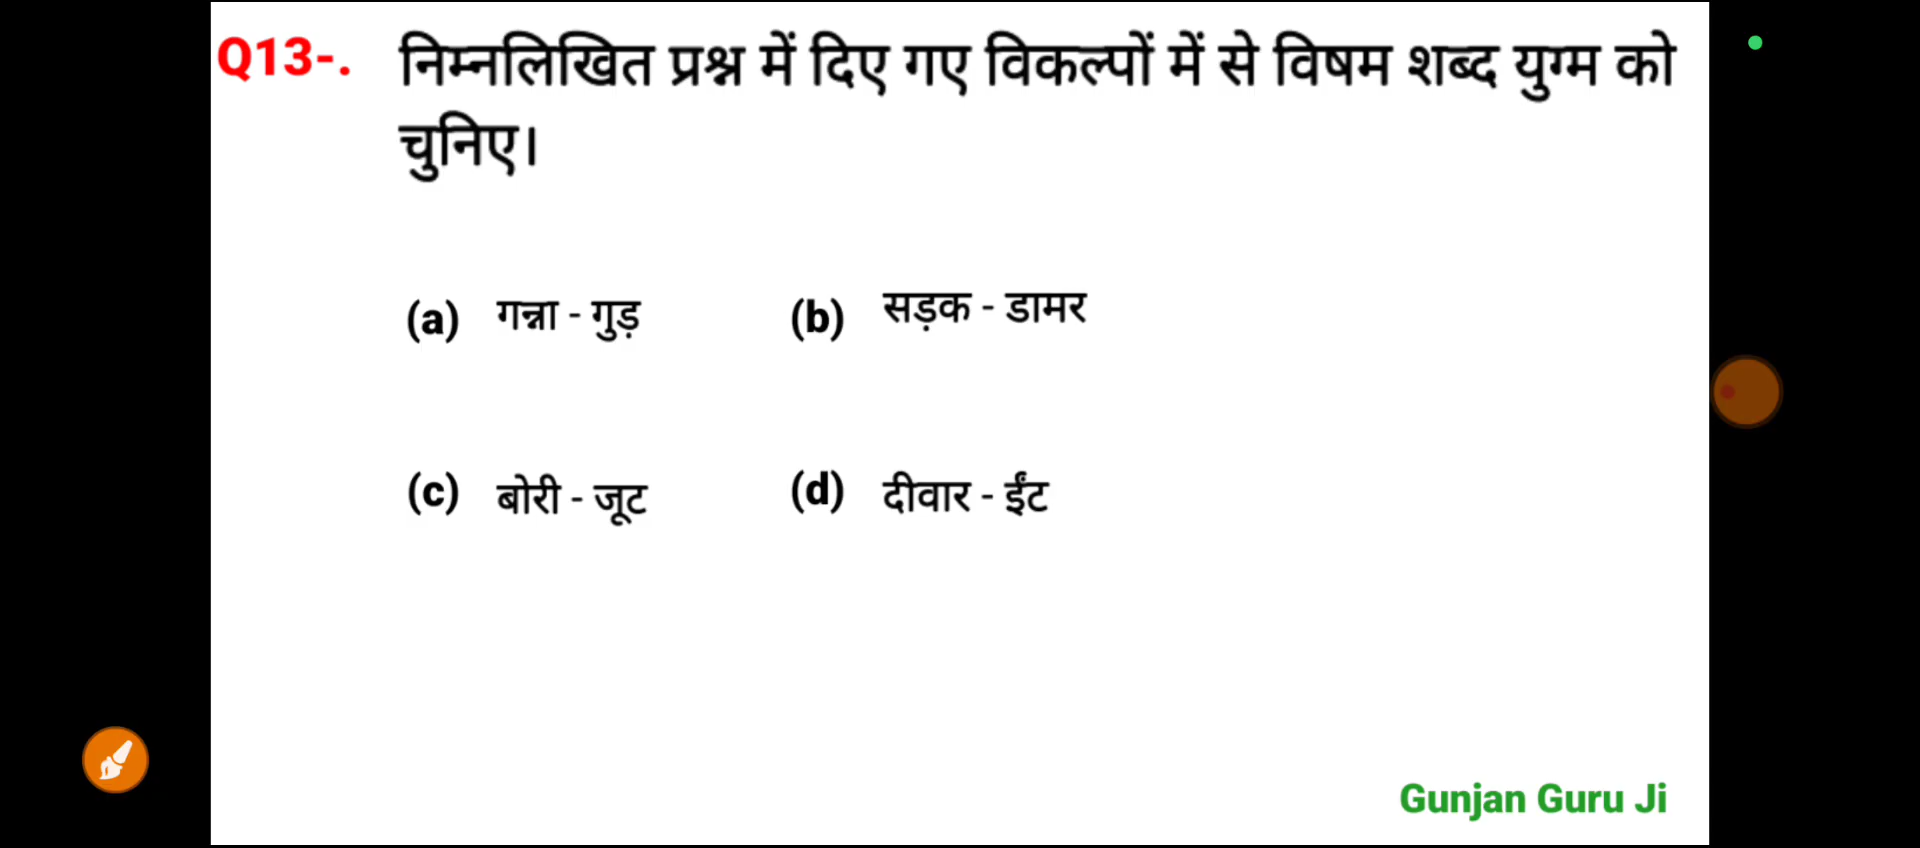 Q13-. निम्नलिखित प्रश्न में दिए गए विकल्पों में से विषम शब्द युग्म को
चुनिए।
(a) गन्ना - गुड़ (b) सड़क - डामर
(c) बोरी - जूट (d) दीवार - ईंट
Gunjan Guru Ji